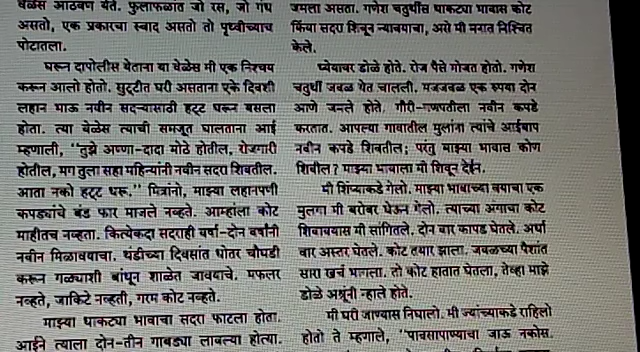 वेळेस आठवण येते. फुलाफळांत जो रस, जो गंध
असतो, एक प्रकारचा स्वाद असतो तो पृथ्वीच्याच
पोटातला.
घरून दापोलीस येताना या वेळेस मी एक निश्चय
करून आलो होतो. सुट्टीत घरी असताना एके दिवशी
लहान भाऊ नवीन सदऱ्यासाठी हट्ट धरून बसला
होता. त्या वेळेस त्याची समजूत घालताना आई
म्हणाली, "तुझे अण्णा-दादा मोठे होतील, रोजगारी
होतील, मग तुला सहा महिन्यांनी नवीन सदरा शिवतील.
आता नको हट्ट धरू." मित्रांनो, माझ्या लहानपणी
कपड्यांचे बंड फार माजले नव्हते. आम्हांला कोट
माहीतच नव्हता. कित्येकदा सदराही वर्षा-दोन वर्षांनी
नवीन मिळावयाचा. थंडीच्या दिवसांत धोतर चौघडी
करून गळ्याशी बांधून शाळेत जावयाचे. मफलर
नव्हते, जाकिटे नव्हती, गरम कोट नव्हते.
माझ्या धाकट्या भावाचा सदरा फाटला होता.
आईने त्याला दोन-तीन गाबड्या लावल्या होत्या.
जमला असता. गणेश चतुर्थीस धाकट्या भावास कोट
किंवा सदरा शिवून न्यावयाचा, असे मी मनात निश्चित
केले.
ध्येयावर डोळे होते. रोज पैसे मोजत होतो. गणेश
चतुर्थी जवळ येत चालली. मजजवळ एक रुपया दोन
आणे जमले होते. गौरी-गणपतीला नवीन कपडे
करतात. आपल्या गावातील मुलांना त्यांचे आईबाप
नवीन कपडे शिवतील; परंतु माझ्या भावास कोण
शिवील? माझ्या भावाला मी शिवून देईन.
मी शिंप्याकडे गेलो. माझ्या भावाच्या वयाचा एक
मुलगा मी बरोबर घेऊन गेलो. त्याच्या अंगाचा कोट
शिवावयास मी सांगितले. दोन वार कापड घेतले. अर्धा
वार अस्तर घेतले. कोट तयार झाला. जवळच्या पैशांत
सारा खर्च भागला. तो कोट हातात घेतला, तेव्हा माझे
डोळे अश्रूंनी न्हाले होते.
मी घरी जाण्यास निघालो. मी ज्यांच्याकडे राहिलो
होतो ते म्हणाले, "पावसापाण्याचा जाऊ नकोस.